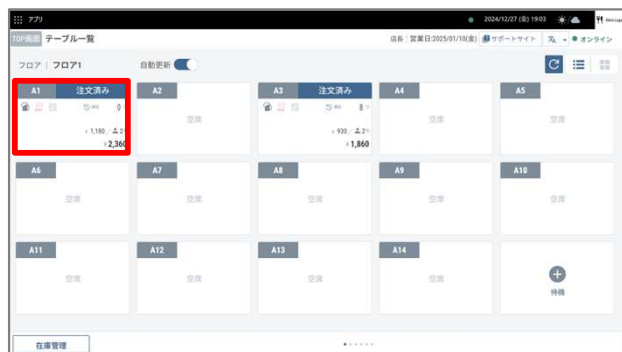 アプリ 2024/12/27 (金) 19:03
TOP画面 テーブル一覧 店長 営業日:2025/01/10(金) サポートサイト オンライン
フロア | フロア1 自動更新
A1 注文済み A2 A3 注文済み A4 A5
0 空席 8 空席 空席
1,180 / 2 930 / 2
2,360 1,860
A6 A7 A8 A9 A10
空席 空席 空席 空席 空席
A11 A12 A13 A14
空席 空席 空席 空席 待機
在庫管理